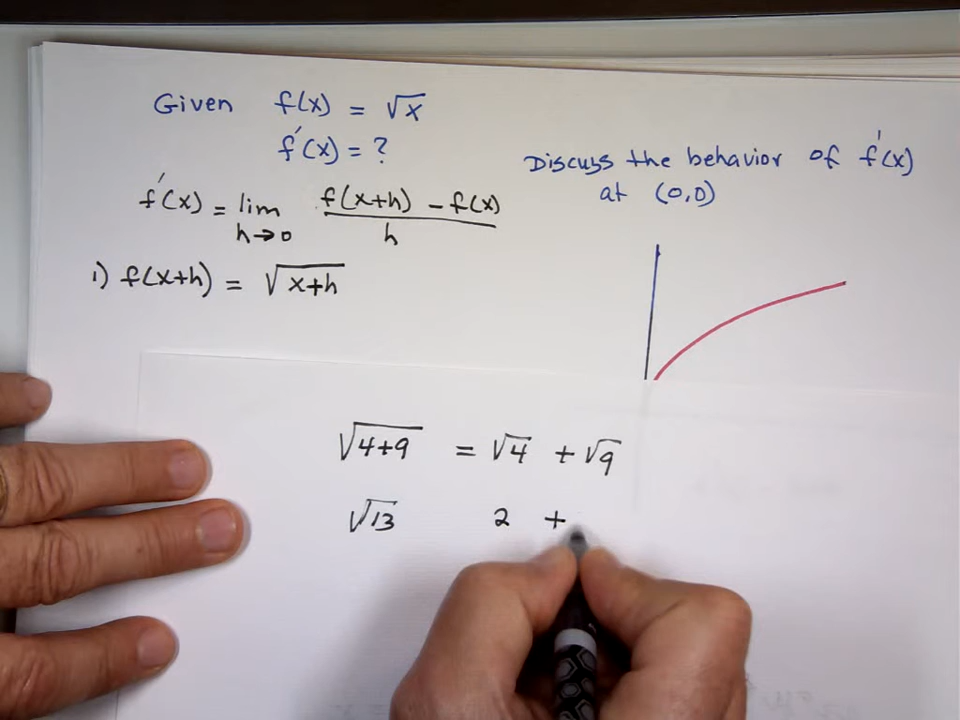 Given f(x) = √x
f'(x) = ?
Discuss the behavior of f'(x)
at (0,0)
f'(x) = lim h→0 f(x+h) - f(x) / h
1) f(x+h) = √x+h
√4+9 = √4 + √9
√13 2 +